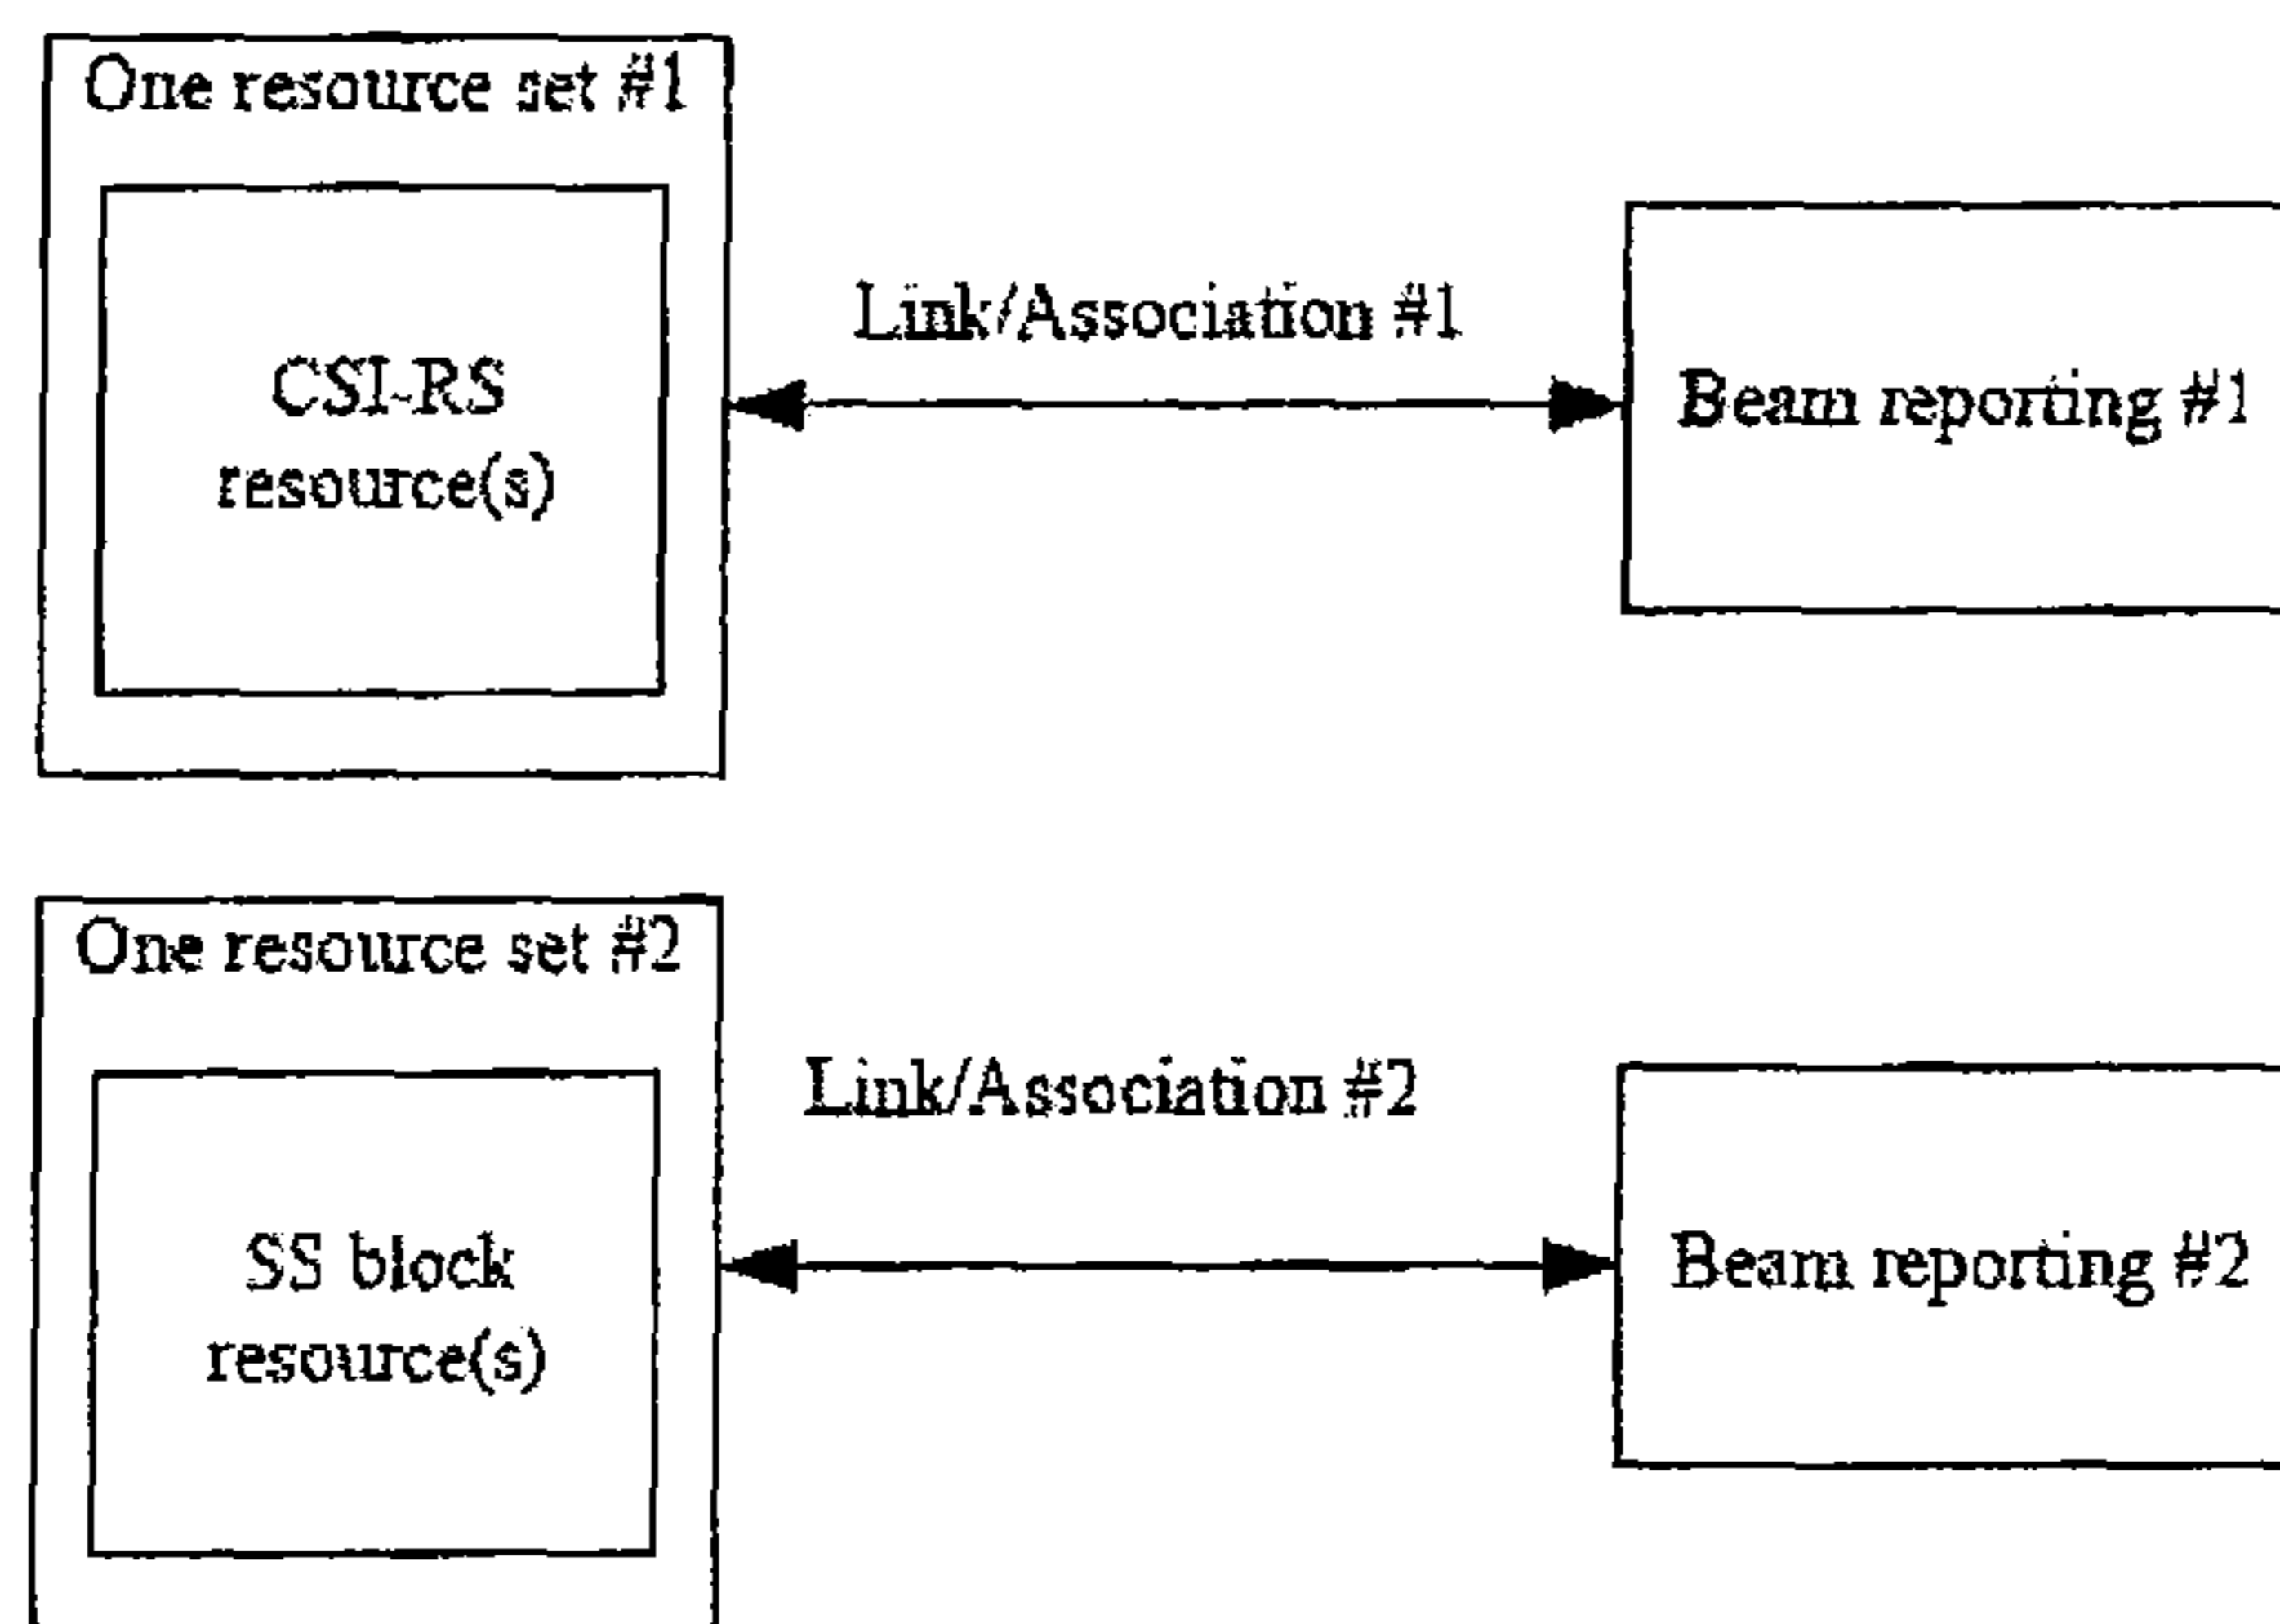 One resource set #1
CSI-RS
resource(s)
Link/Association #1
Beam reporting #1
One resource set #2
SS block
resource(s)
Link/Association #2
Beam reporting #2